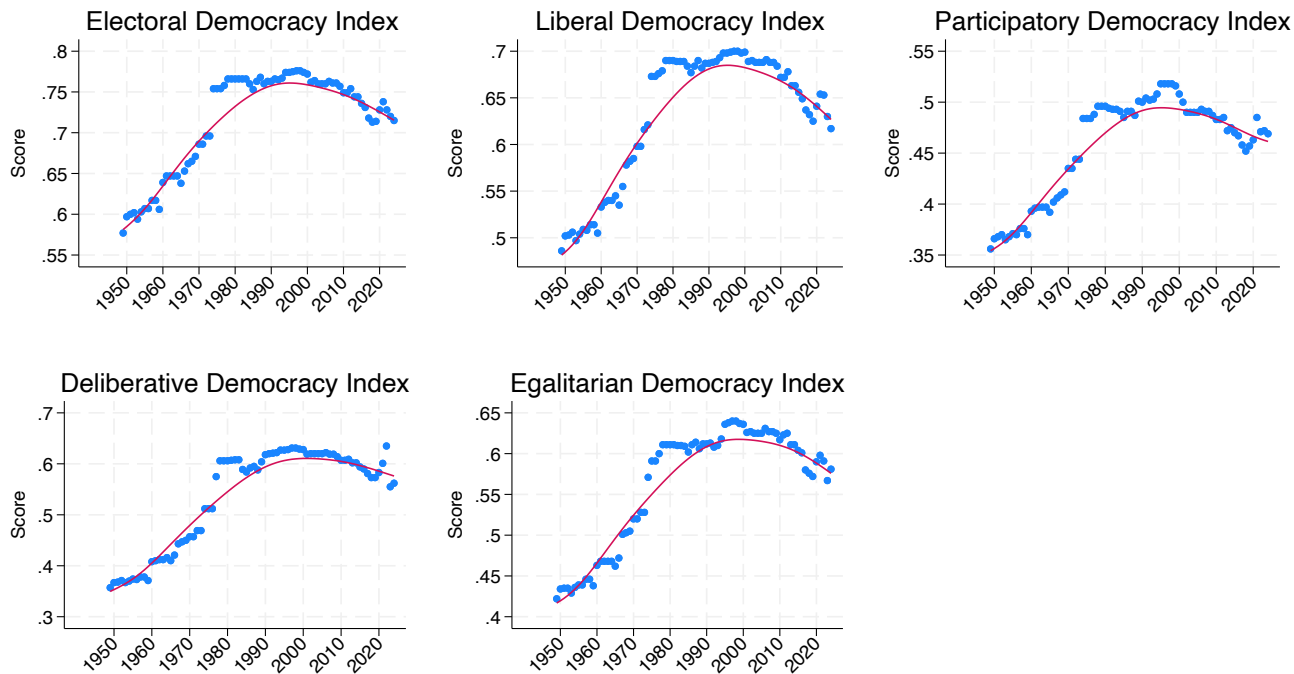 Electoral Democracy Index
Liberal Democracy Index
Participatory Democracy Index
Score
.8
.75
.7
.65
.6
.55
1950 1960 1970 1980 1990 2000 2010 2020
Score
.7
.65
.6
.55
.5
1950 1960 1970 1980 1990 2000 2010 2020
Score
.55
.5
.45
.4
.35
1950 1960 1970 1980 1990 2000 2010 2020
Deliberative Democracy Index
Egalitarian Democracy Index
Score
.7
.6
.5
.4
.3
1950 1960 1970 1980 1990 2000 2010 2020
Score
.65
.6
.55
.5
.45
.4
1950 1960 1970 1980 1990 2000 2010 2020